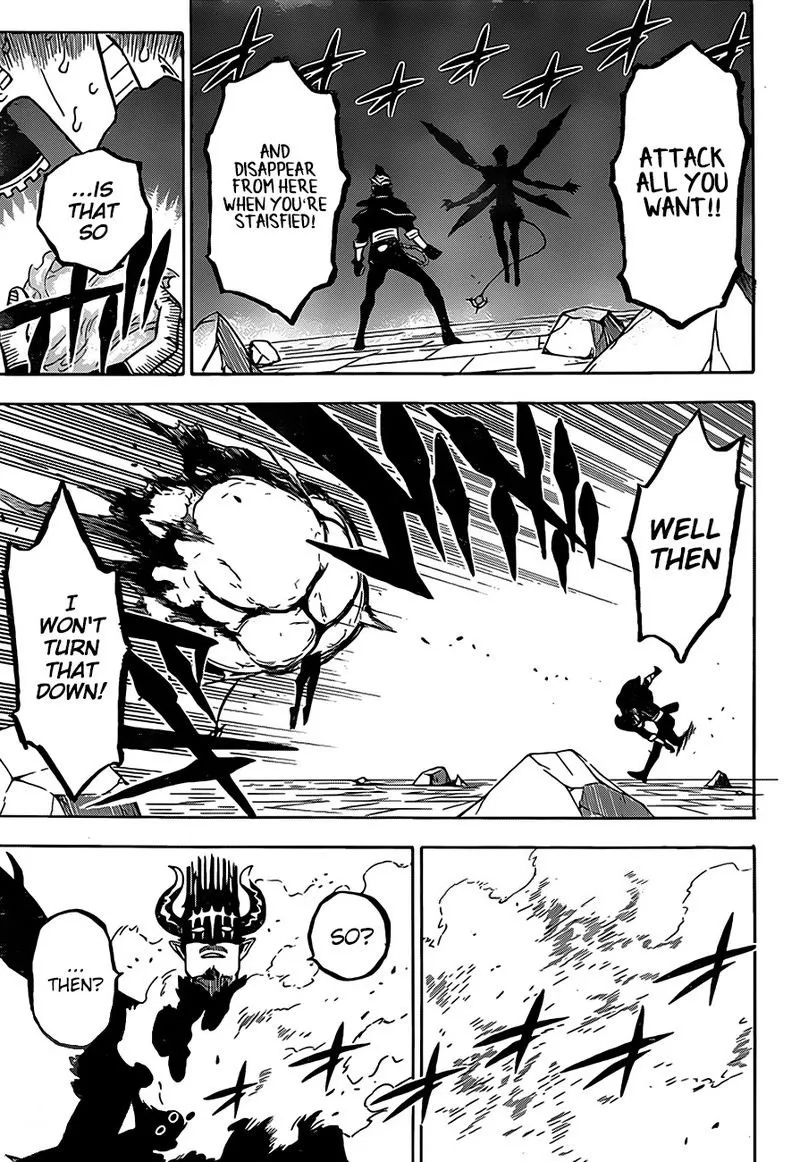 ATTACK
ALL YOU
WANT!!
AND
DISAPPEAR
FROM HERE
WHEN YOU'RE
STAISFIED!
...IS
THAT
SO
WELL
THEN
I
WON'T
TURN
THAT
DOWN!
SO?
...
THEN?